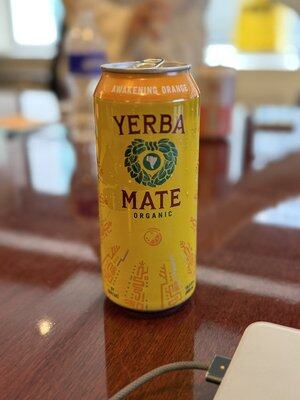 AWAKENING ORANGE
YERBA
MATE
ORGANIC